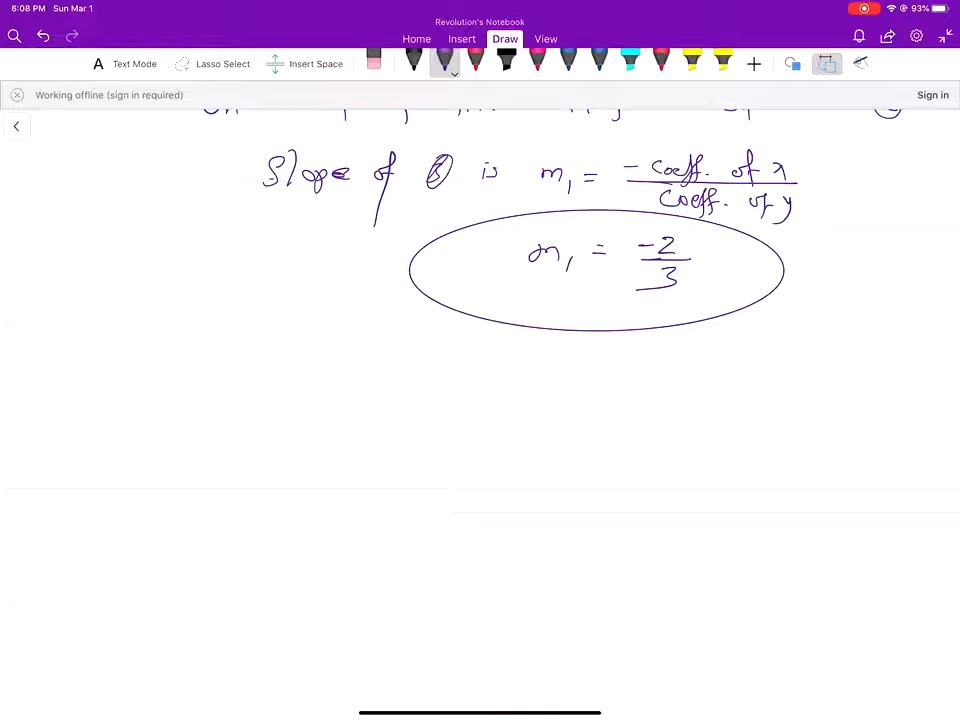 6:08 PM Sun Mar 1
93%
Revolution's Notebook
Home Insert Draw View
A Text Mode Lasso Select Insert Space
Working offline (sign in required) Sign in
Slope of is m₁ = - coeff. of x / coeff. of y
m₁ = -2/3